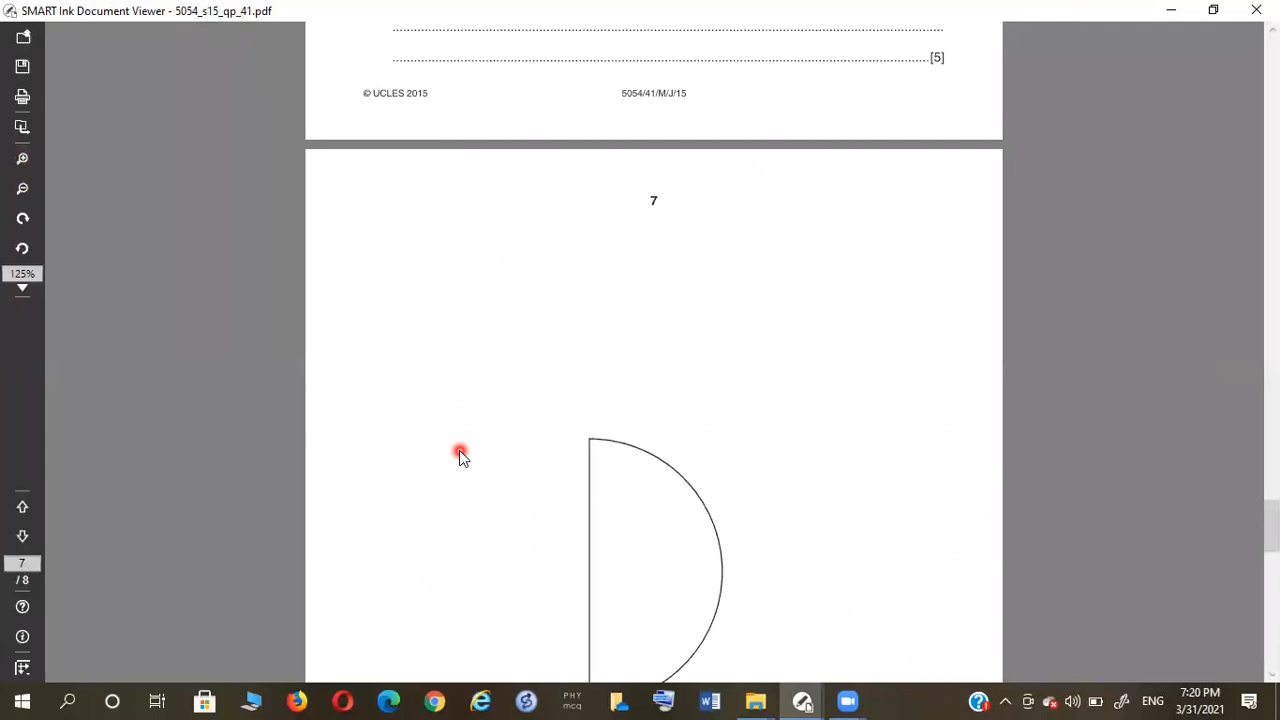 SMART Ink Document Viewer - 5054_s15_qp_41.pdf
[5]
© UCLES 2015
5054/41/M/J/15
7
125%
7
/ 8
PHY
mcq
ENG
7:20 PM
3/31/2021